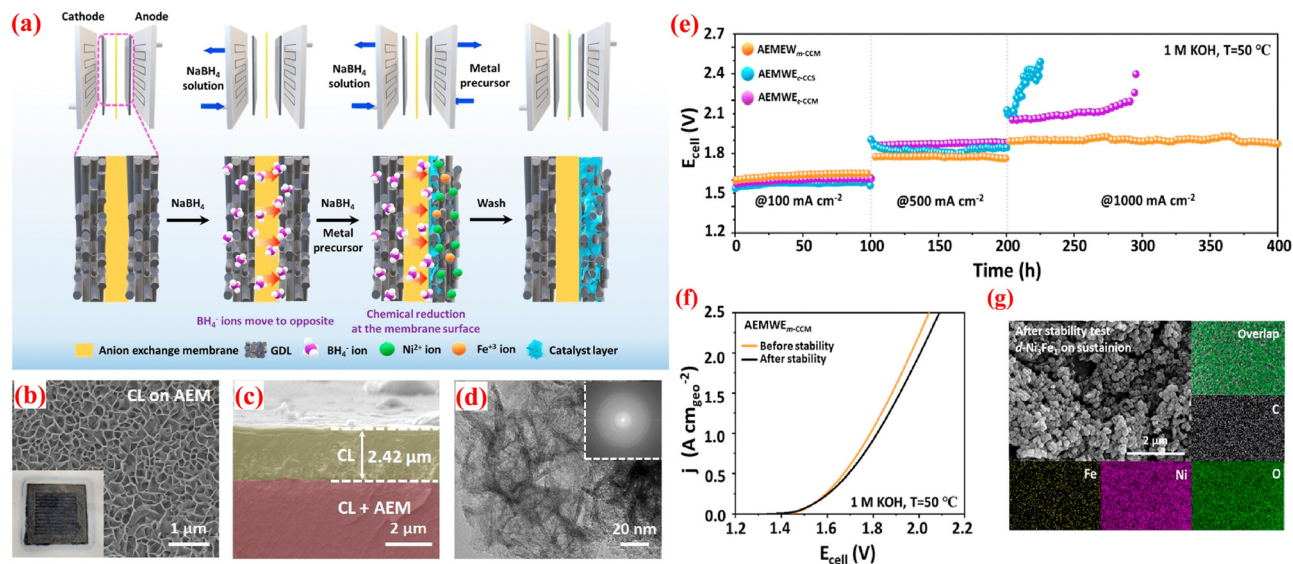 (a)
Cathode
Anode
NaBH4
solution
NaBH4
solution
Metal
precursor
NaBH4
NaBH4
Metal
precursor
Wash
BH4- ions move to opposite
Chemical reduction
at the membrane surface
Anion exchange membrane
GDL
BH4- ion
Ni2+ ion
Fe+3 ion
Catalyst layer
(b)
CL on AEM
1 μm
(c)
CL
2.42 μm
CL + AEM
2 μm
(d)
20 nm
(e)
2.7
2.4
2.1
1.8
1.5
1.2
Ecell (V)
AEMEWm-CCM
AEMWEe-CCS
AEMWEe-CCM
1 M KOH, T=50 ℃
@100 mA cm-2
@500 mA cm-2
@1000 mA cm-2
0
50
100
150
200
250
300
350
400
Time (h)
(f)
2.5
2.0
1.5
1.0
0.5
0.0
j (A cmgeo-2)
AEMWEm-CCM
Before stability
After stability
1 M KOH, T=50 ℃
1.2
1.4
1.6
1.8
2.0
2.2
Ecell (V)
(g)
After stability test
d-Ni3Fe1 on sustainion
2 μm
Overlap
C
Fe
Ni
O